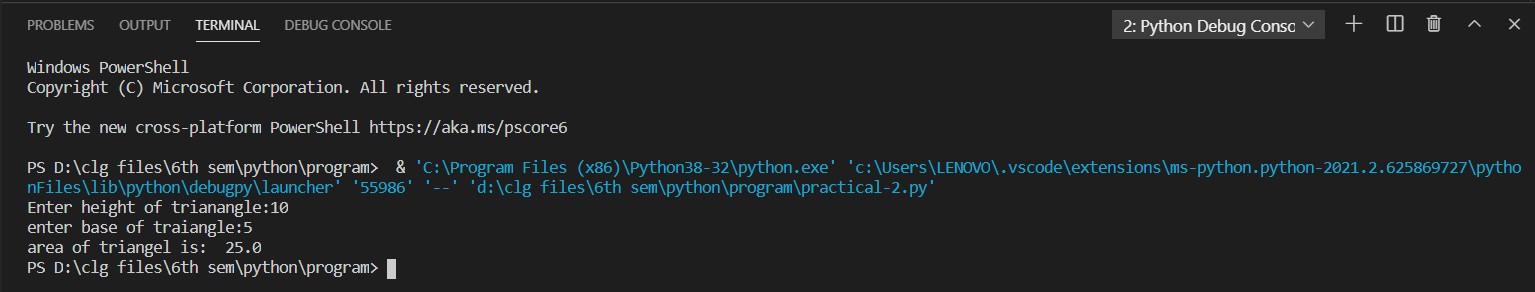 PROBLEMS OUTPUT TERMINAL DEBUG CONSOLE 2: Python Debug Consc
Windows PowerShell
Copyright (C) Microsoft Corporation. All rights reserved.
Try the new cross-platform PowerShell https://aka.ms/pscore6
PS D:\clg files\6th sem\python\program>  & 'C:\Program Files (x86)\Python38-32\python.exe' 'c:\Users\LENOVO\.vscode\extensions\ms-python.python-2021.2.625869727\pytho
nFiles\lib\python\debugpy\launcher' '55986' '--' 'd:\clg files\6th sem\python\program\practical-2.py'
Enter height of trianangle:10
enter base of traiangle:5
area of triangel is:  25.0
PS D:\clg files\6th sem\python\program>